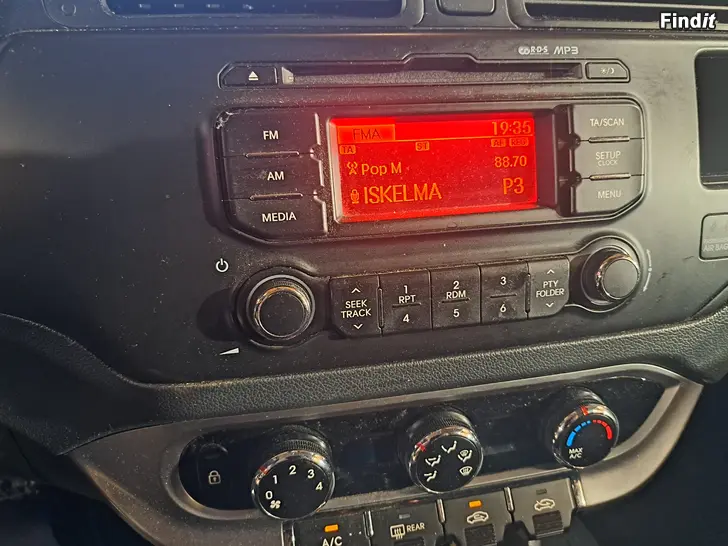 Findit
RDS MP3
FM
AM
MEDIA
FMA
19:35
TA
ST
AF
Pop M
88.70
ISKELMA
P3
TA/SCAN
SETUP
CLOCK
MENU
SEEK
TRACK
1
RPT
4
2
RDM
5
3
6
PTY
FOLDER
AIR BAG
0
1
2
3
4
MAX
A/C
A/C
REAR